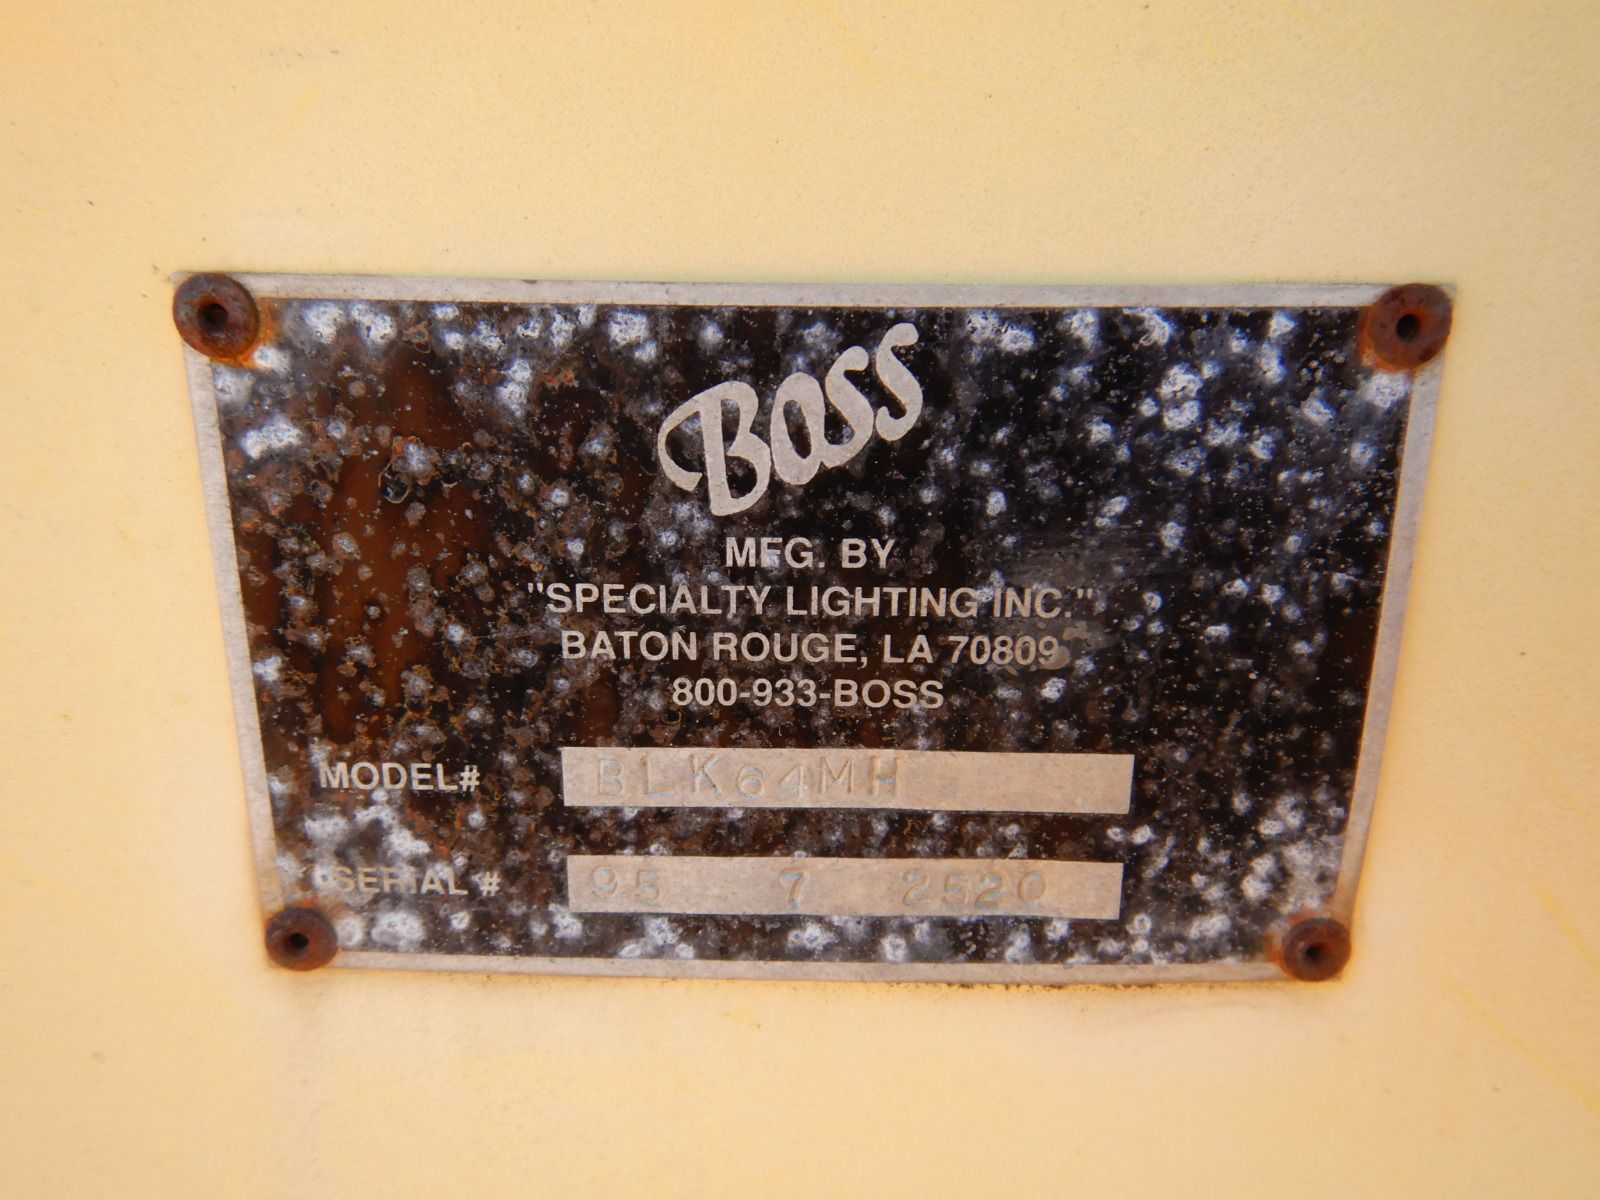 Boss
MFG. BY
"SPECIALTY LIGHTING INC."
BATON ROUGE, LA 70809
800-933-BOSS
MODEL# BLK64MH
SERIAL # 95 7 2520